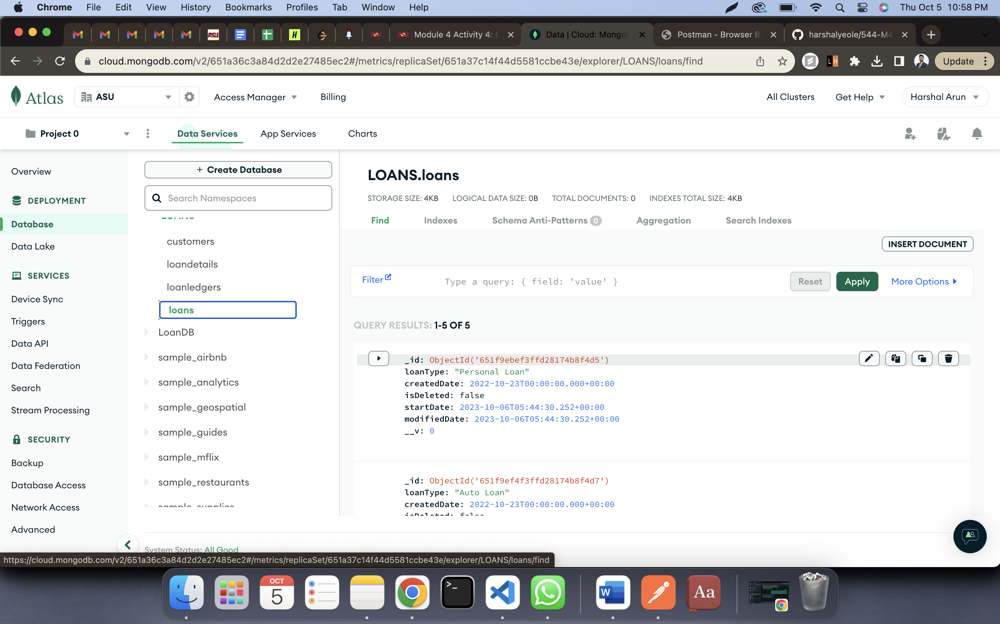 Chrome File Edit View History Bookmarks Profiles Tab Window Help Thu Oct 5 10:58 PM
Module 4 Activity 4: Data | Cloud: MongoD Postman - Browser B harshalyeole/544-M4
cloud.mongodb.com/v2/651a36c3a84d2d2e27485ec2#/metrics/replicaSet/651a37c14f44d5581ccbe43e/explorer/LOANS/loans/find LH Update
Atlas ASU Access Manager Billing All Clusters Get Help Harshal Arun
Project 0 Data Services App Services Charts
Overview
DEPLOYMENT
Database
Data Lake
SERVICES
Device Sync
Triggers
Data API
Data Federation
Search
Stream Processing
SECURITY
Backup
Database Access
Network Access
Advanced
+ Create Database
Search Namespaces
LOANS
customers
loandetails
loanledgers
loans
LoanDB
sample_airbnb
sample_analytics
sample_geospatial
sample_guides
sample_mflix
sample_restaurants
sample_supplies
LOANS.loans
STORAGE SIZE: 4KB LOGICAL DATA SIZE: 0B TOTAL DOCUMENTS: 0 INDEXES TOTAL SIZE: 4KB
Find Indexes Schema Anti-Patterns 0 Aggregation Search Indexes
INSERT DOCUMENT
Filter Type a query: { field: 'value' } Reset Apply More Options
QUERY RESULTS: 1-5 OF 5
_id: ObjectId('651f9ebef3ffd28174b8f4d5')
loanType: "Personal Loan"
createdDate: 2022-10-23T00:00:00.000+00:00
isDeleted: false
startDate: 2023-10-06T05:44:30.252+00:00
modifiedDate: 2023-10-06T05:44:30.252+00:00
__v: 0
_id: ObjectId('651f9ef4f3ffd28174b8f4d7')
loanType: "Auto Loan"
createdDate: 2022-10-23T00:00:00.000+00:00
isDeleted: false
System Status: All Good
https://cloud.mongodb.com/v2/651a36c3a84d2d2e27485ec2#/metrics/replicaSet/651a37c14f44d5581ccbe43e/explorer/LOANS/loans/find
OCT
5
>_
W
Aa